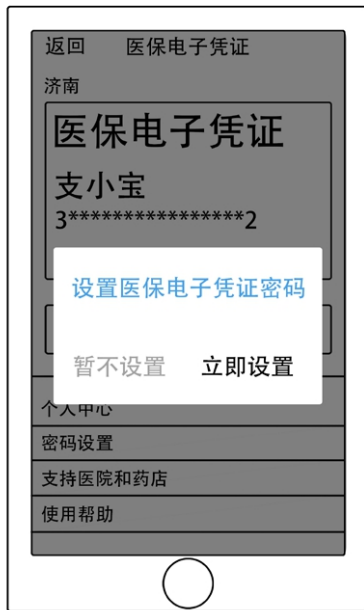 返回 医保电子凭证
济南
医保电子凭证
支小宝
3****************2
设置医保电子凭证密码
暂不设置 立即设置
个人中心
密码设置
支持医院和药店
使用帮助